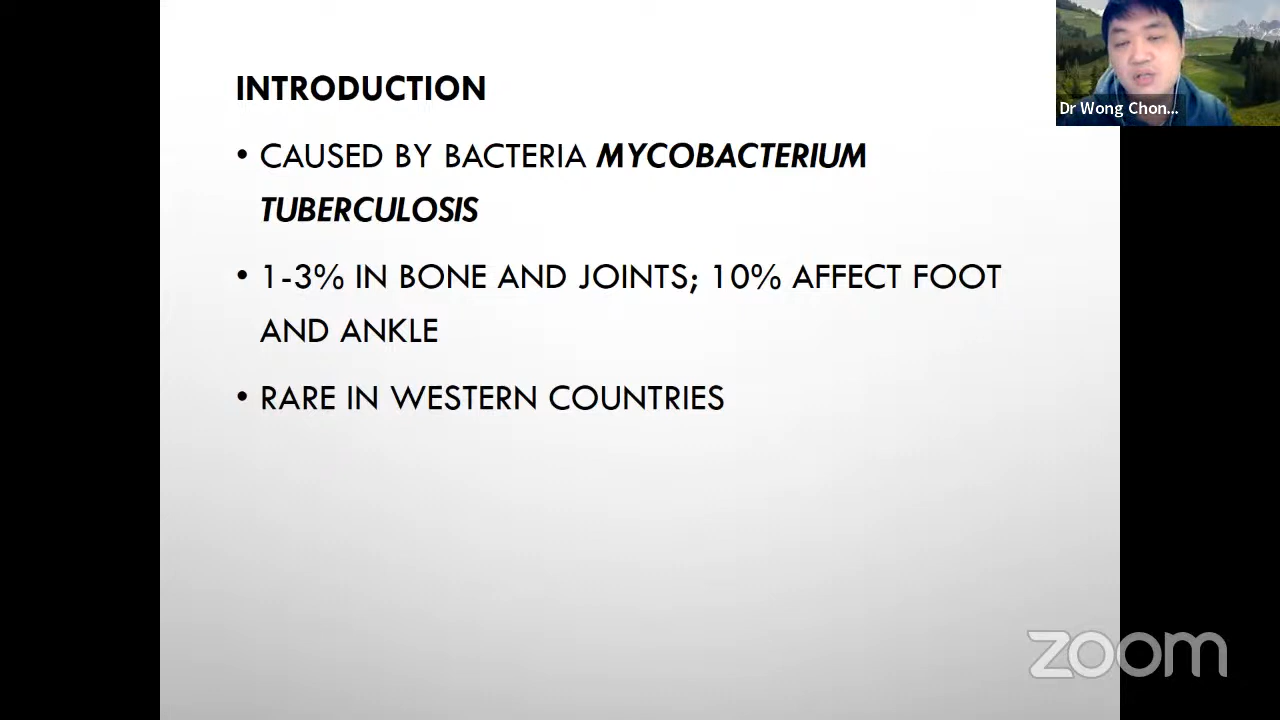 INTRODUCTION
• CAUSED BY BACTERIA MYCOBACTERIUM
TUBERCULOSIS
• 1-3% IN BONE AND JOINTS; 10% AFFECT FOOT
AND ANKLE
• RARE IN WESTERN COUNTRIES
Dr Wong Chon...
zoom